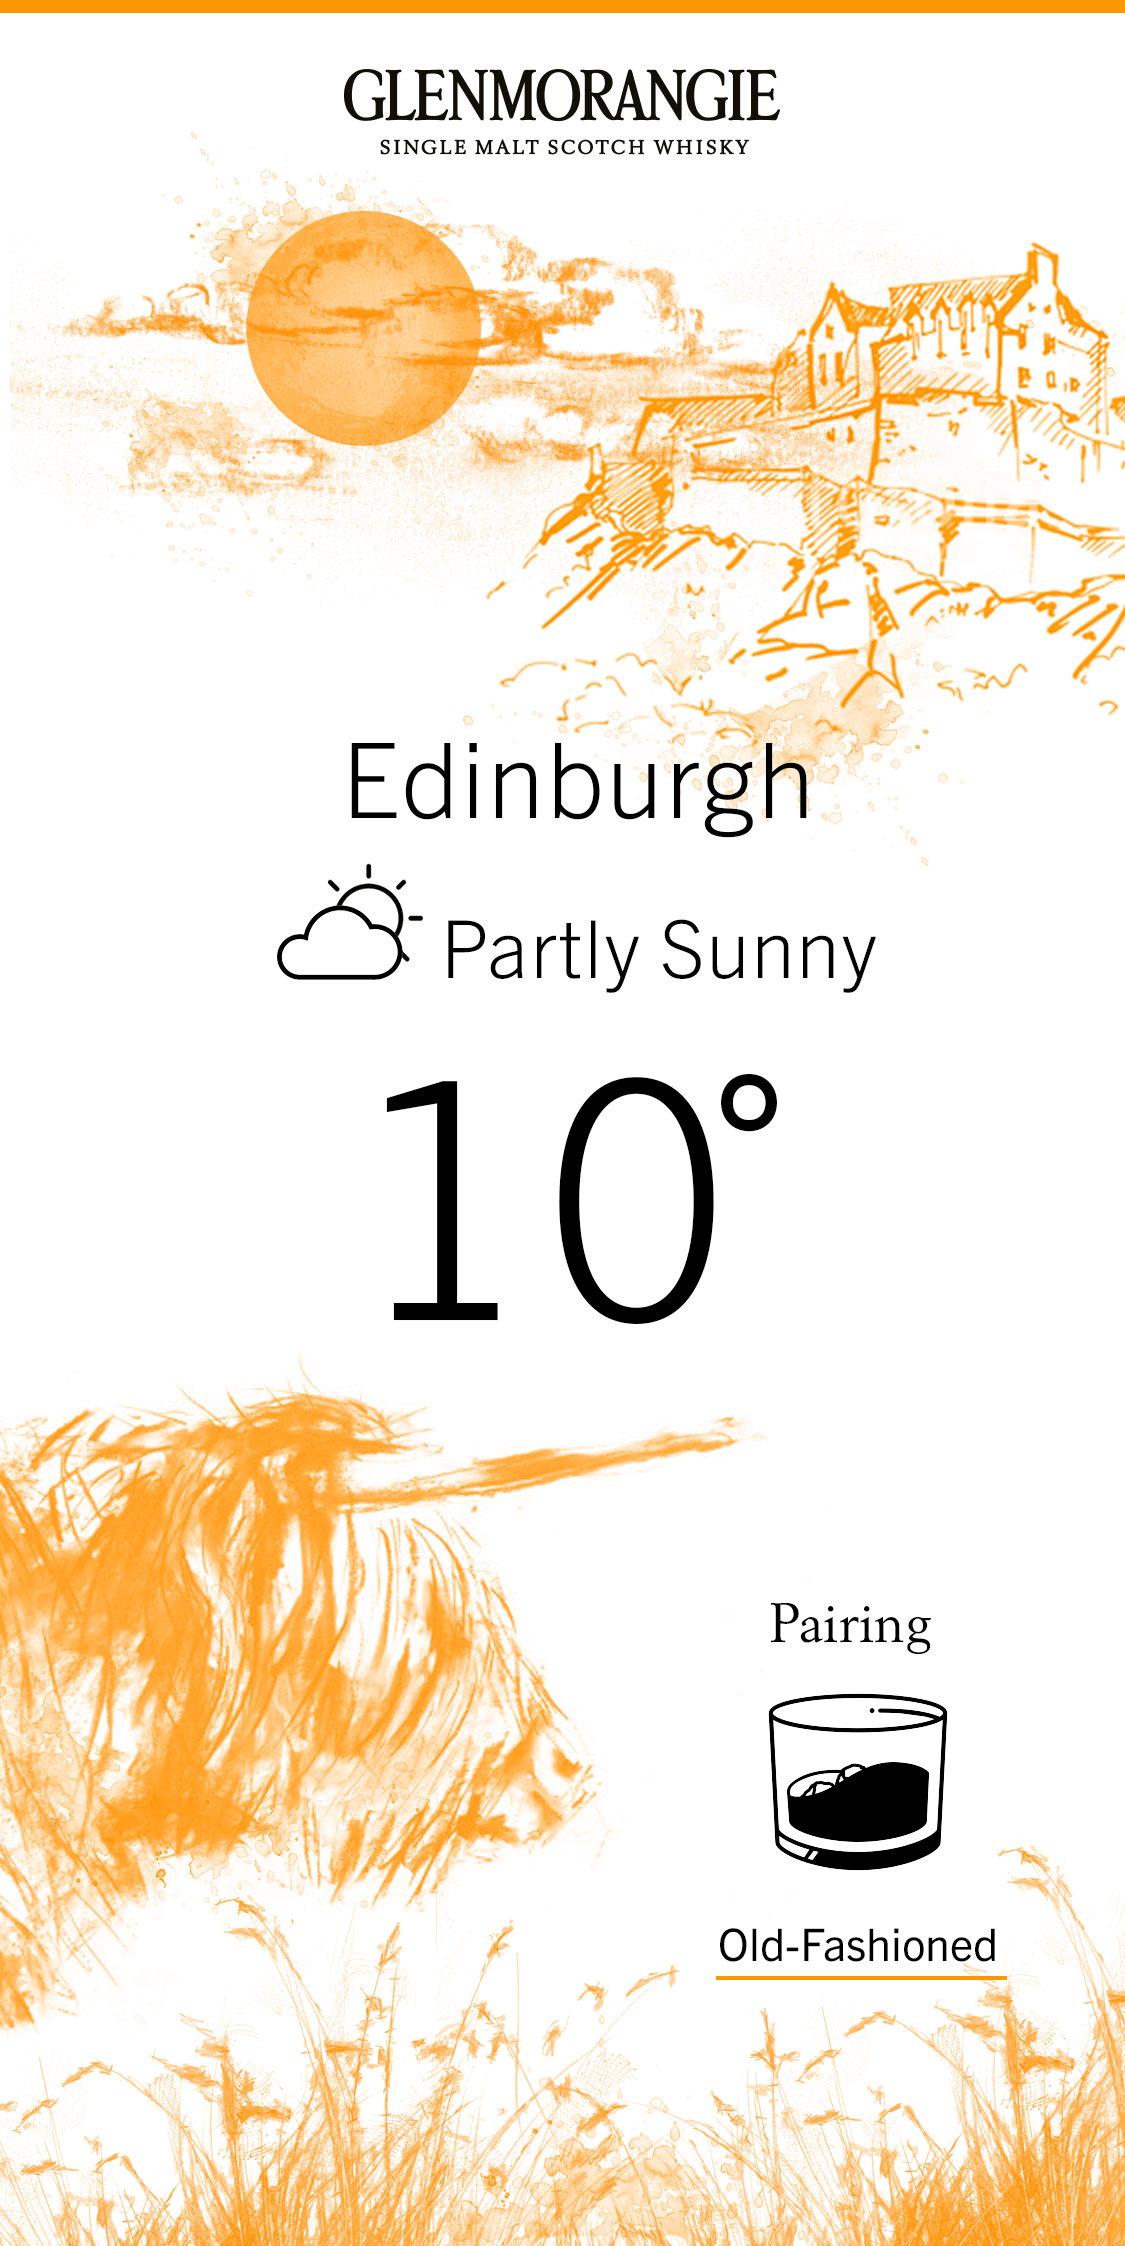 GLENMORANGIE
SINGLE MALT SCOTCH WHISKY
Edinburgh
Partly Sunny
10°
Pairing
Old-Fashioned